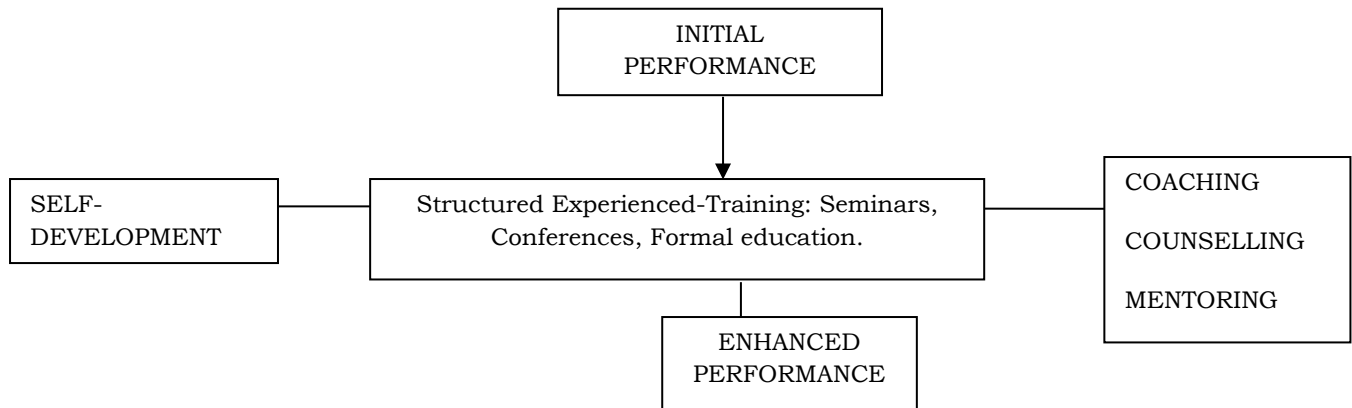 INITIAL
PERFORMANCE
SELF-
DEVELOPMENT
Structured Experienced-Training: Seminars,
Conferences, Formal education.
COACHING
COUNSELLING
MENTORING
ENHANCED
PERFORMANCE